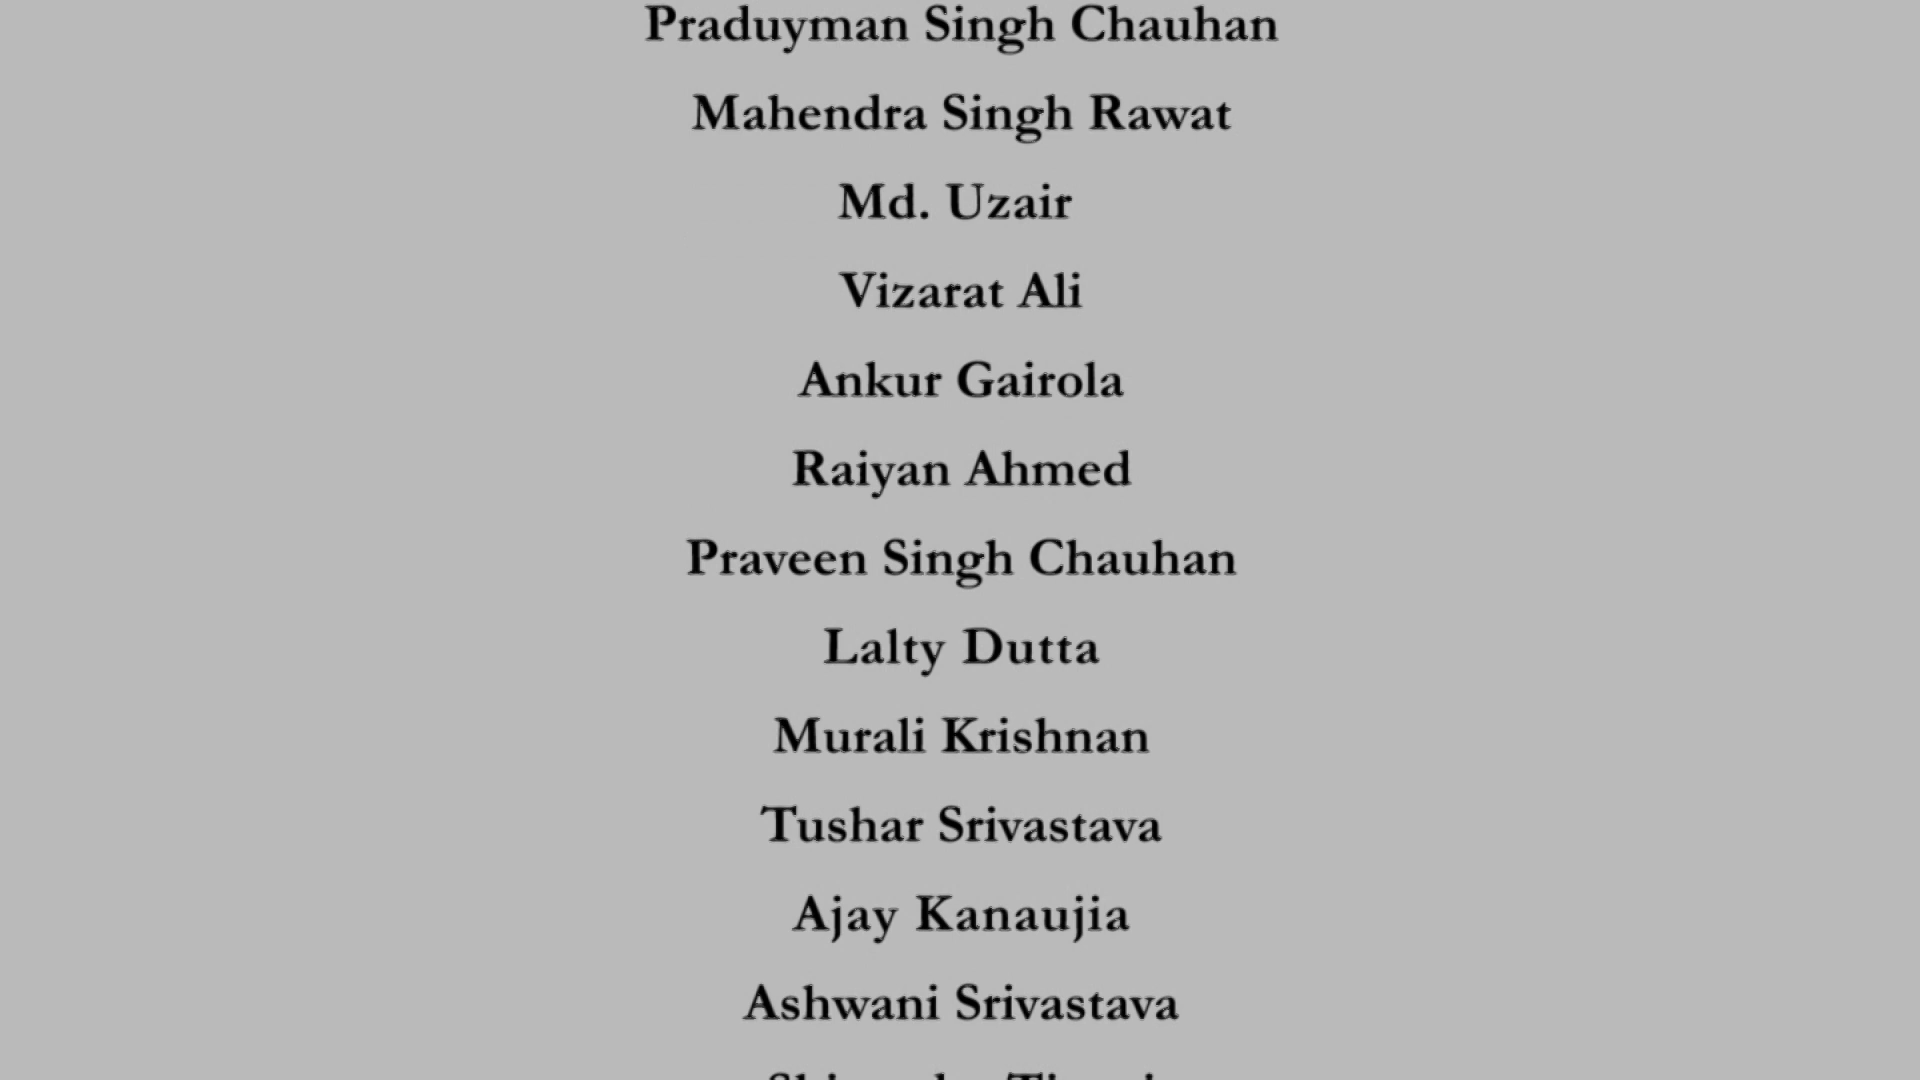 Praduyman Singh Chauhan
Mahendra Singh Rawat
Md. Uzair
Vizarat Ali
Ankur Gairola
Raiyan Ahmed
Praveen Singh Chauhan
Lalty Dutta
Murali Krishnan
Tushar Srivastava
Ajay Kanaujia
Ashwani Srivastava